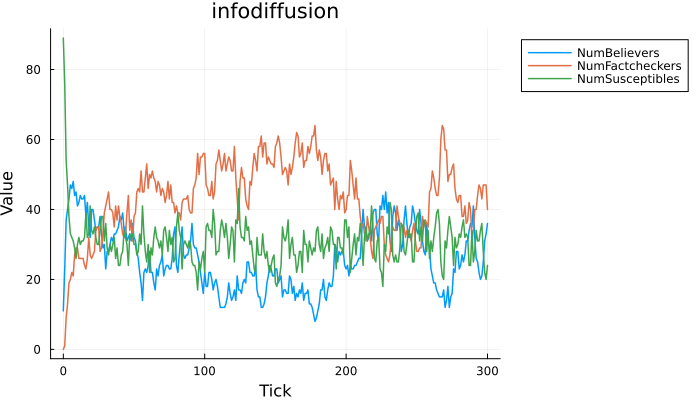 infodiffusion
NumBelievers
NumFactcheckers
NumSusceptibles
Value
80
60
40
20
0
0 100 200 300
Tick